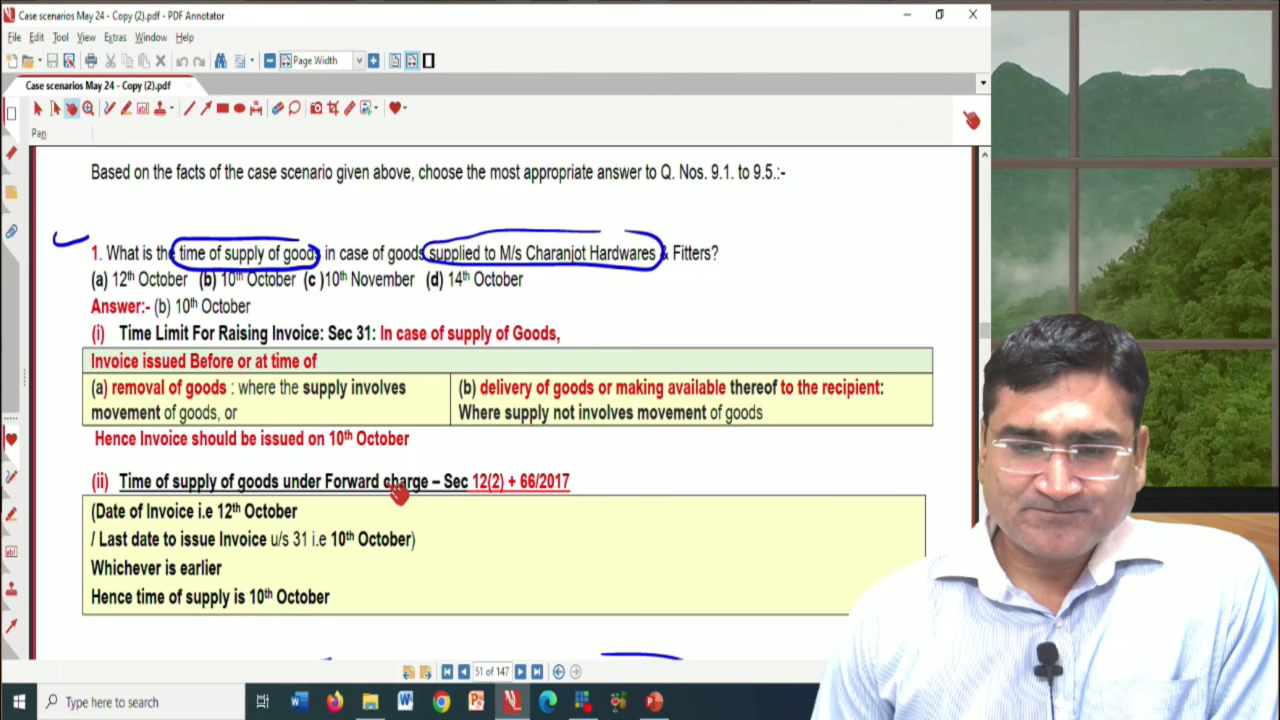 Case scenarios May 24 - Copy (2).pdf - PDF Annotator
File Edit Tool View Extras Window Help
Page Width
Case scenarios May 24 - Copy (2).pdf
Pan
Based on the facts of the case scenario given above, choose the most appropriate answer to Q. Nos. 9.1. to 9.5.:-
1. What is the time of supply of goods in case of goods supplied to M/s Charanjot Hardwares & Fitters?
(a) 12th October (b) 10th October (c )10th November (d) 14th October
Answer:- (b) 10th October
(i) Time Limit For Raising Invoice: Sec 31: In case of supply of Goods,
Invoice issued Before or at time of
(a) removal of goods : where the supply involves
movement of goods, or
(b) delivery of goods or making available thereof to the recipient:
Where supply not involves movement of goods
Hence Invoice should be issued on 10th October
(ii) Time of supply of goods under Forward charge – Sec 12(2) + 66/2017
(Date of Invoice i.e 12th October
/ Last date to issue Invoice u/s 31 i.e 10th October)
Whichever is earlier
Hence time of supply is 10th October
51 of 147
Type here to search